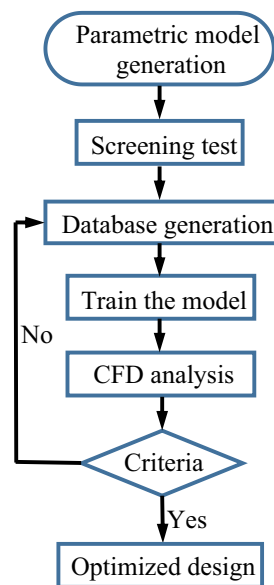 Parametric model
generation
Screening test
Database generation
Train the model
No
CFD analysis
Criteria
Yes
Optimized design